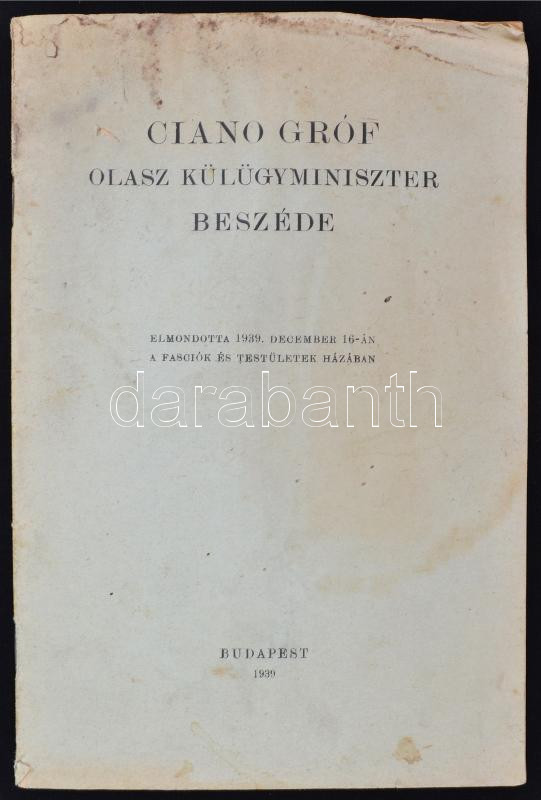 CIANO GRÓF
OLASZ KÜLÜGYMINISZTER
BESZÉDE
ELMONDOTTA 1939. DECEMBER 16-ÁN
A FASCIÓK ÉS TESTÜLETEK HÁZÁBAN
darabanth
BUDAPEST
1939